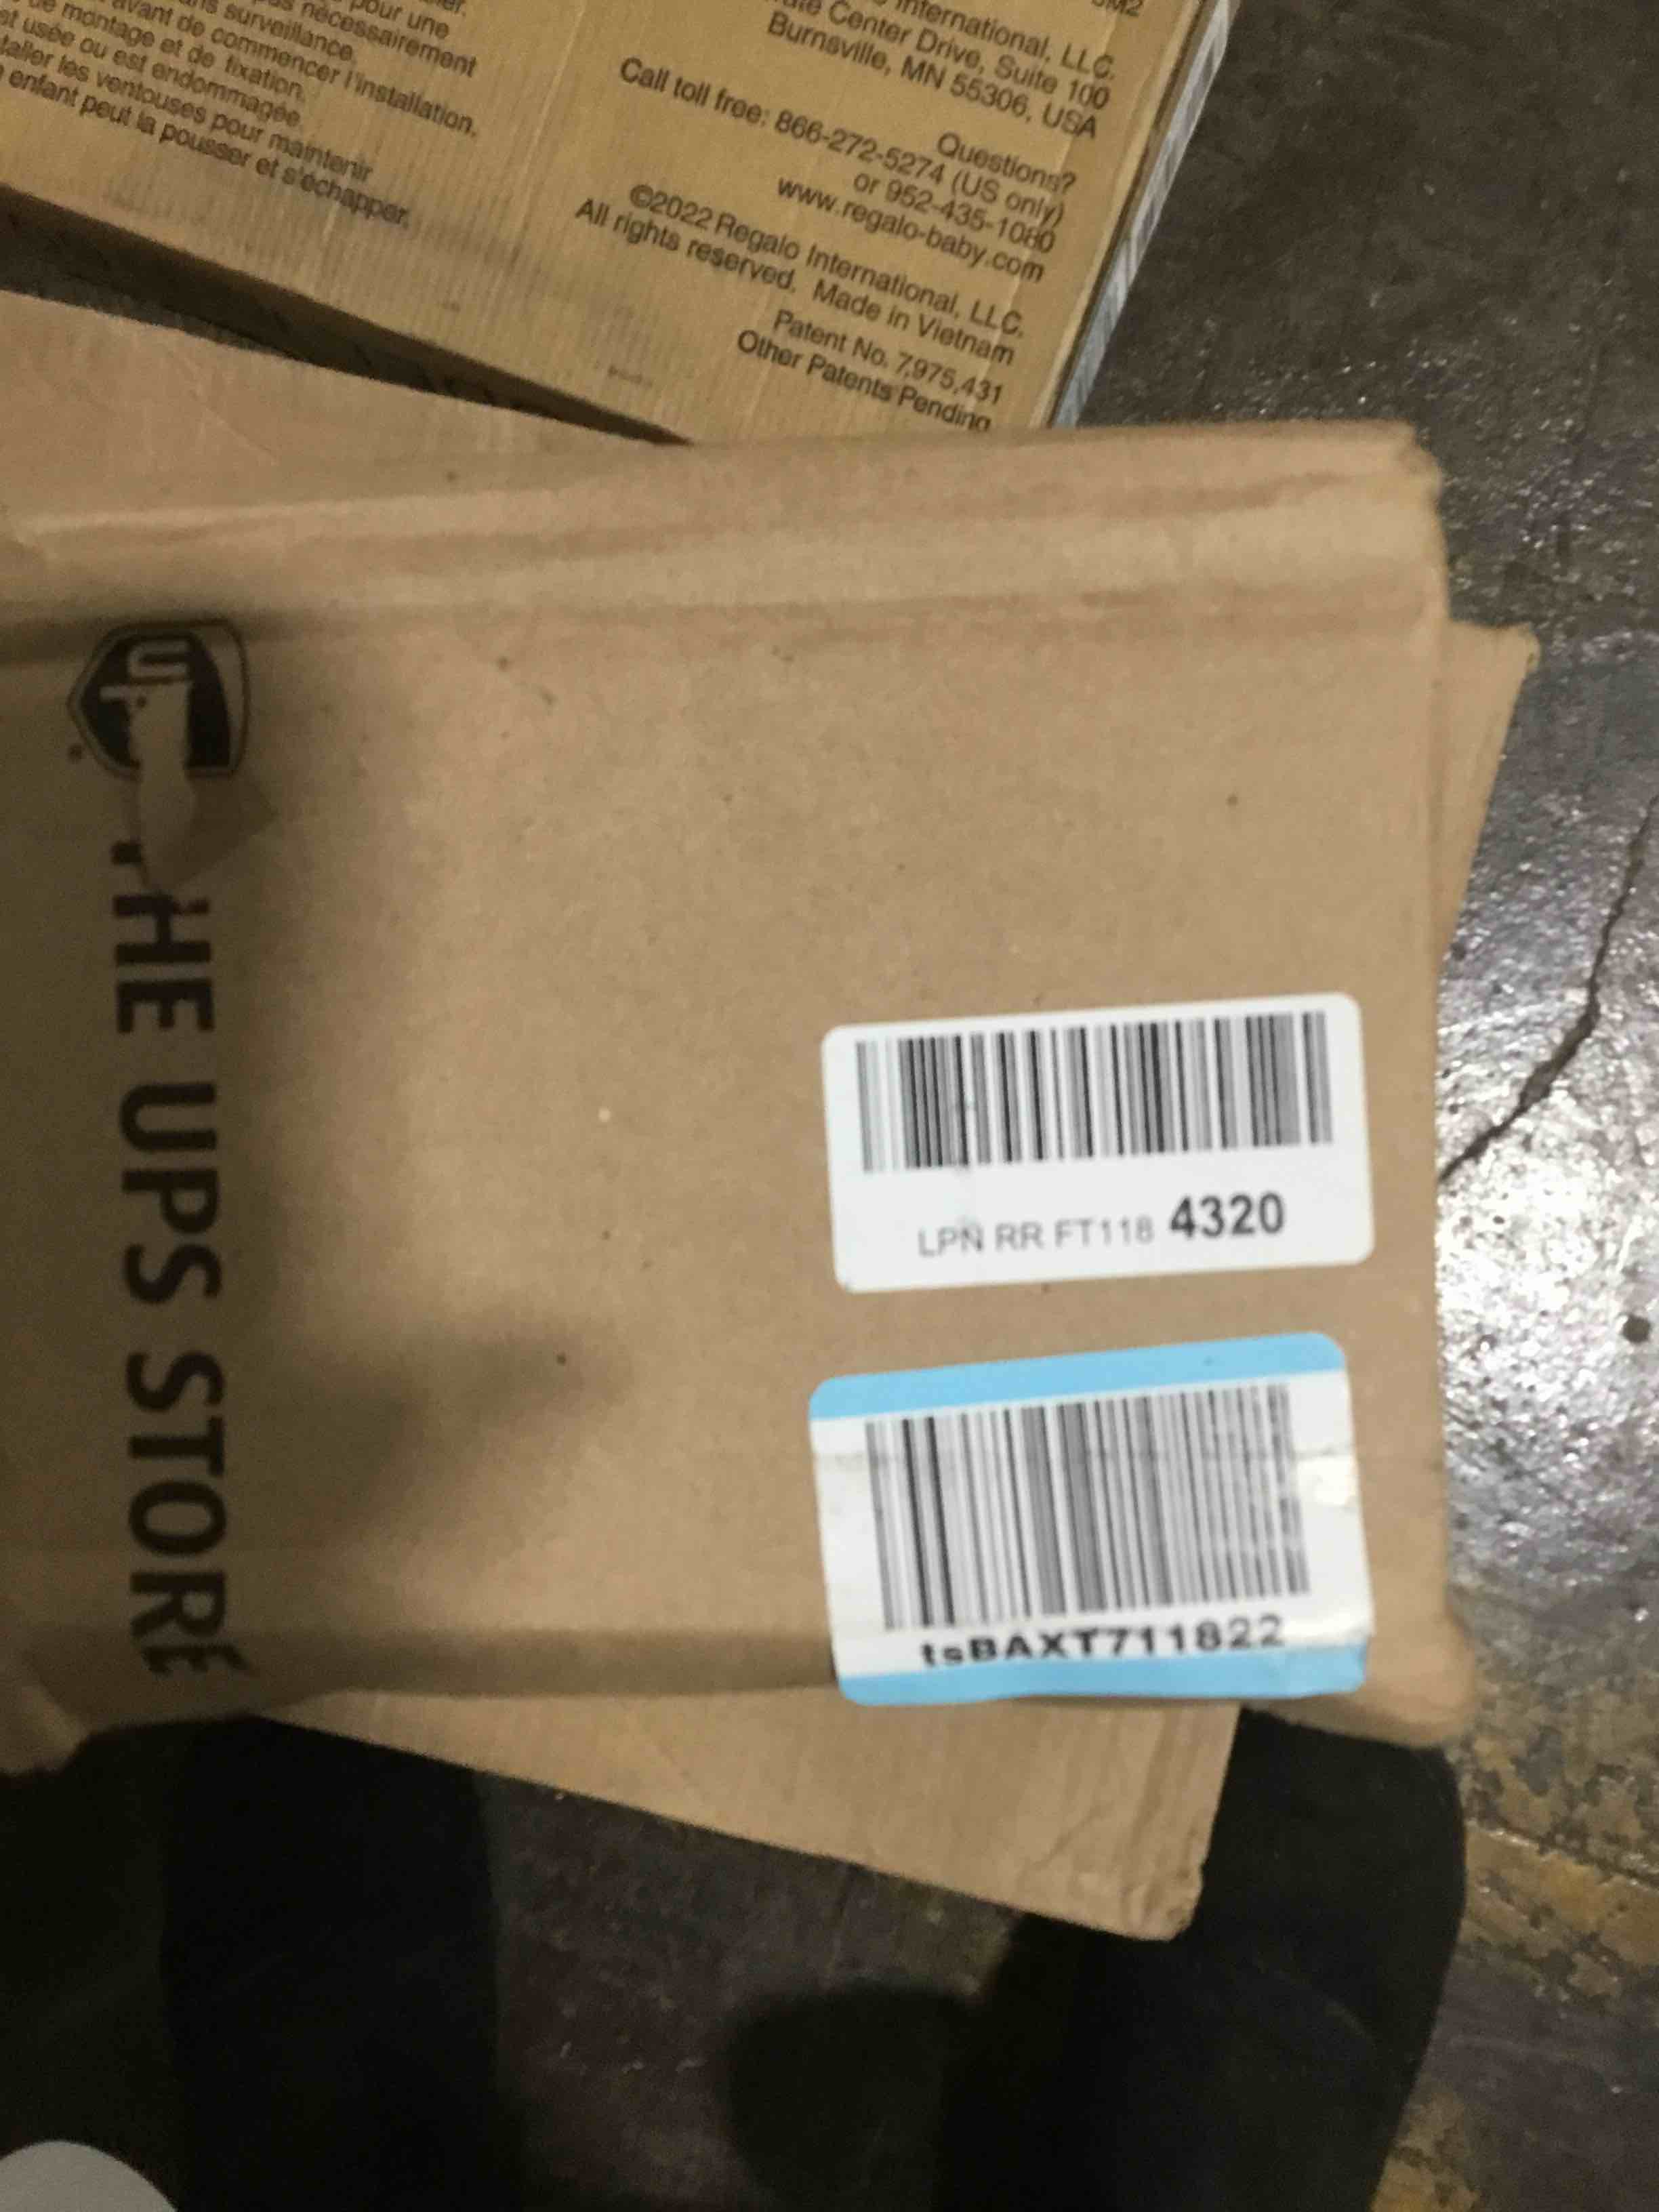 pour une
pas nécessairement
sans surveillance.
avant de commencer l'installation.
de montage et de fixation.
est usée ou est endommagée.
les ventouses pour maintenir
enfant peut la pousser et s'échapper.
International, LLC.
Center Drive, Suite 100
Burnsville, MN 55306, USA
Questions?
Call toll free: 866-272-5274 (US only)
or 952-435-1080
www.regalo-baby.com
©2022 Regalo International, LLC.
All rights reserved. Made in Vietnam
Patent No. 7,975,431
Other Patents Pending
THE UPS STORE
LPN RR FT118 4320
tsBAXT711822